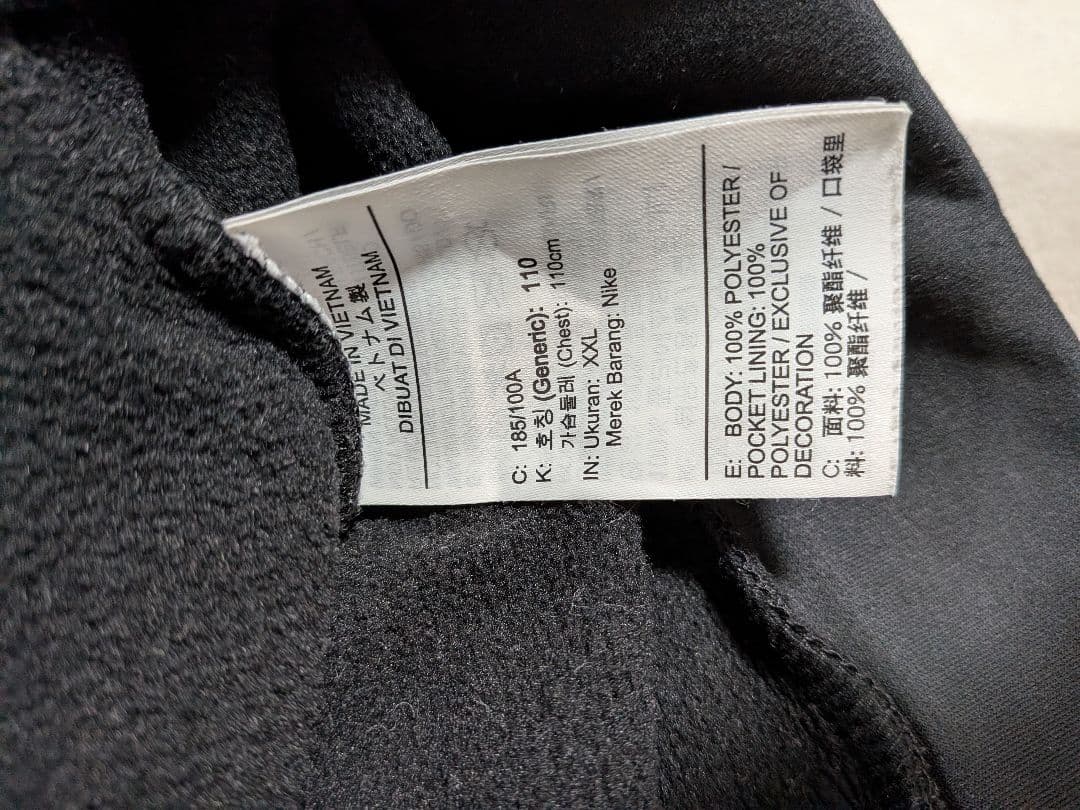 MADE IN VIETNAM
ベトナム製
DIBUAT DI VIETNAM
C: 185/100A
K: 호칭 (Generic): 110
가슴둘레 (Chest): 110cm
IN: Ukuran: XXL
Merek Barang: Nike
E: BODY: 100% POLYESTER /
POCKET LINING: 100%
POLYESTER / EXCLUSIVE OF
DECORATION
C: 面料: 100% 聚酯纤维 / 口袋里
料: 100% 聚酯纤维 /